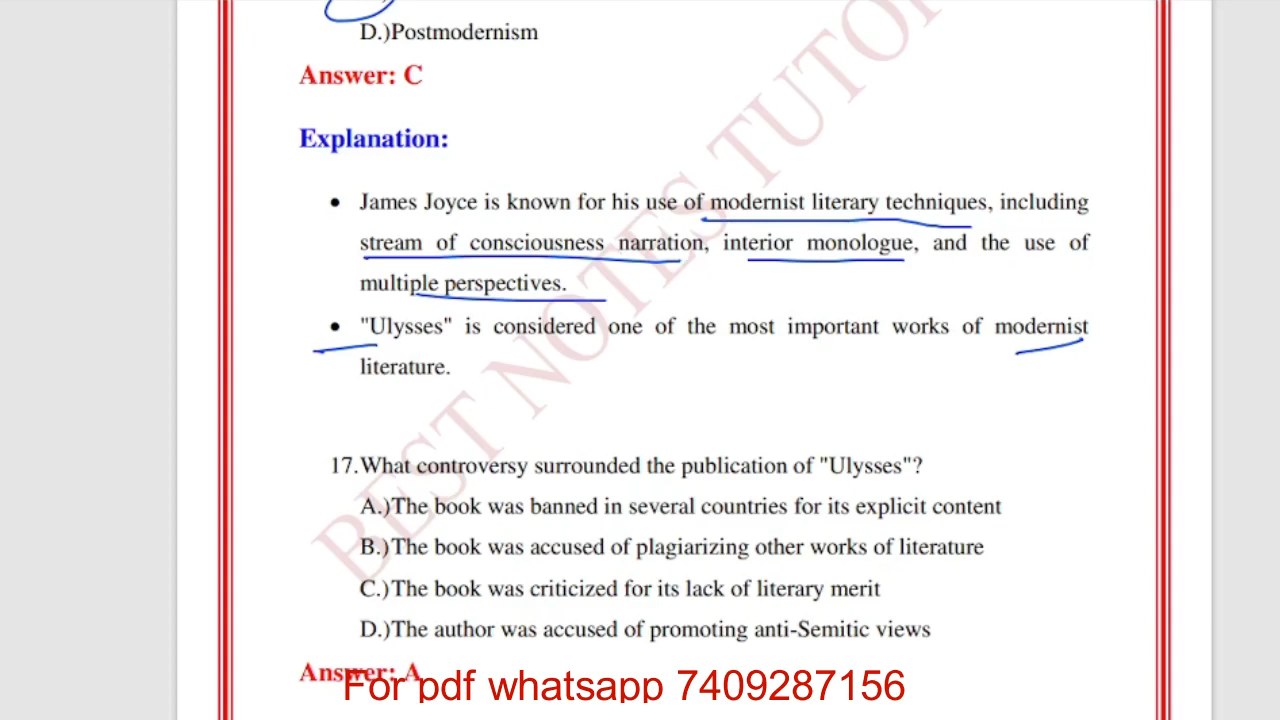 D.)Postmodernism
Answer: C
Explanation:
• James Joyce is known for his use of modernist literary techniques, including
stream of consciousness narration, interior monologue, and the use of
multiple perspectives.
• "Ulysses" is considered one of the most important works of modernist
literature.
17.What controversy surrounded the publication of "Ulysses"?
A.)The book was banned in several countries for its explicit content
B.)The book was accused of plagiarizing other works of literature
C.)The book was criticized for its lack of literary merit
D.)The author was accused of promoting anti-Semitic views
Answer: A
For pdf whatsapp 7409287156
BEST NOTES TUTOR